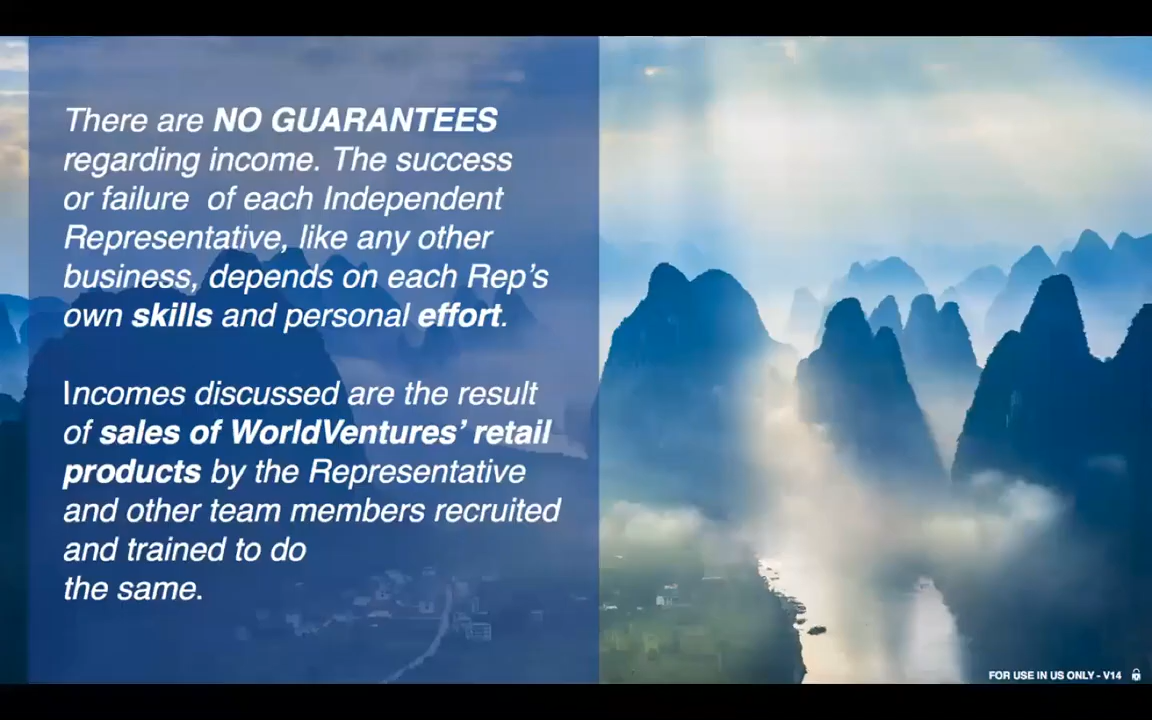 There are NO GUARANTEES
regarding income. The success
or failure  of each Independent
Representative, like any other
business, depends on each Rep's
own skills and personal effort.
Incomes discussed are the result
of sales of WorldVentures' retail
products by the Representative
and other team members recruited
and trained to do
the same.
FOR USE IN US ONLY - V14